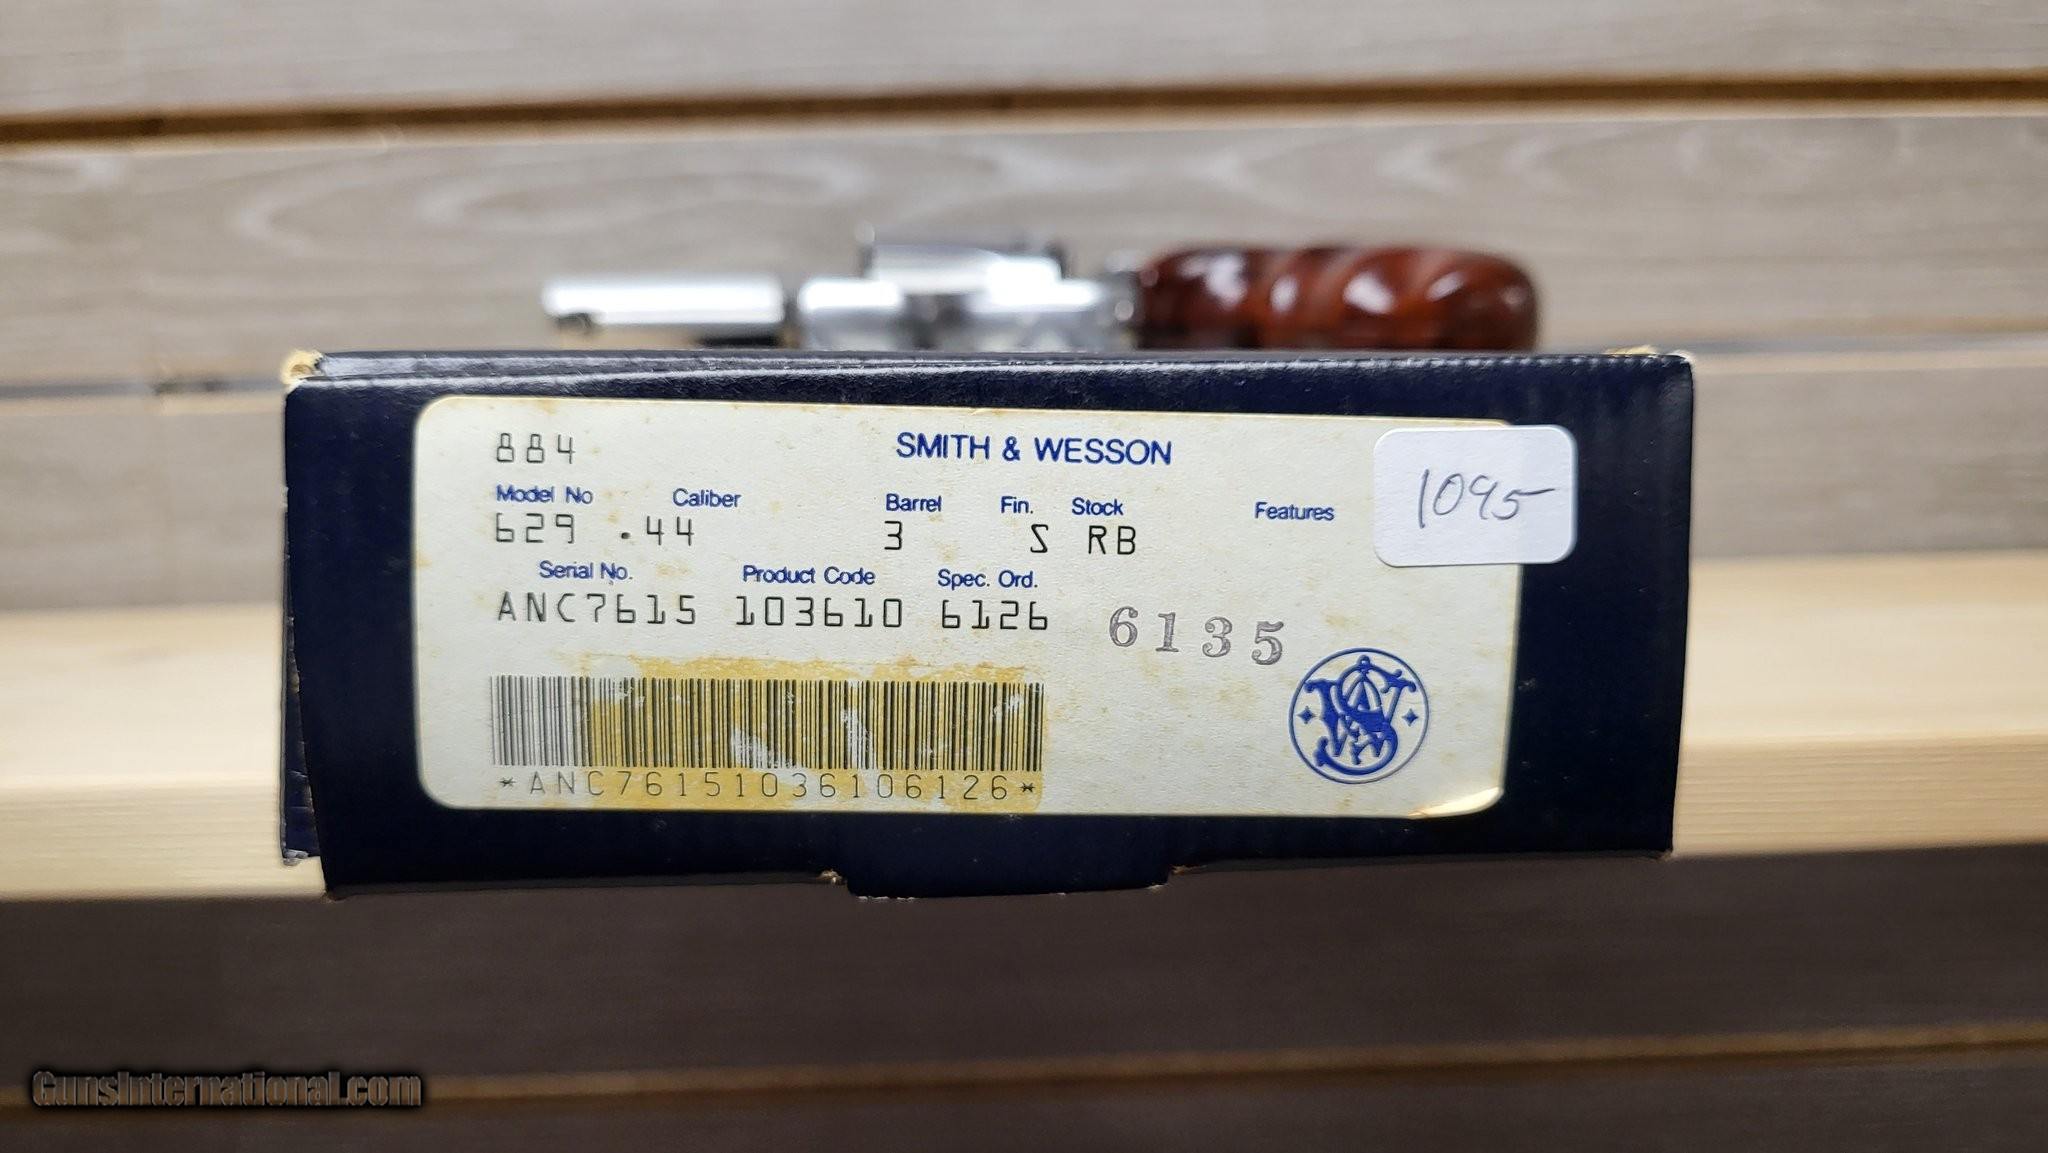 884 SMITH & WESSON
Model No Caliber Barrel Fin. Stock Features 1095
629 .44 3 S RB
Serial No. Product Code Spec. Ord.
ANC7615 103610 6126 6135
*ANC76151036106126*
GunsInternational.com